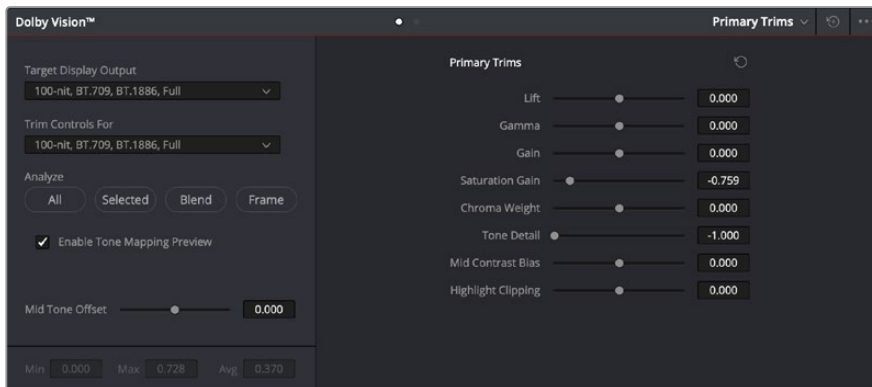 Dolby Vision™
Primary Trims
Target Display Output
100-nit, BT.709, BT.1886, Full
Trim Controls For
100-nit, BT.709, BT.1886, Full
Analyze
All Selected Blend Frame
Enable Tone Mapping Preview
Mid Tone Offset 0.000
Min 0.000 Max 0.728 Avg 0.370
Primary Trims
Lift 0.000
Gamma 0.000
Gain 0.000
Saturation Gain -0.759
Chroma Weight 0.000
Tone Detail -1.000
Mid Contrast Bias 0.000
Highlight Clipping 0.000